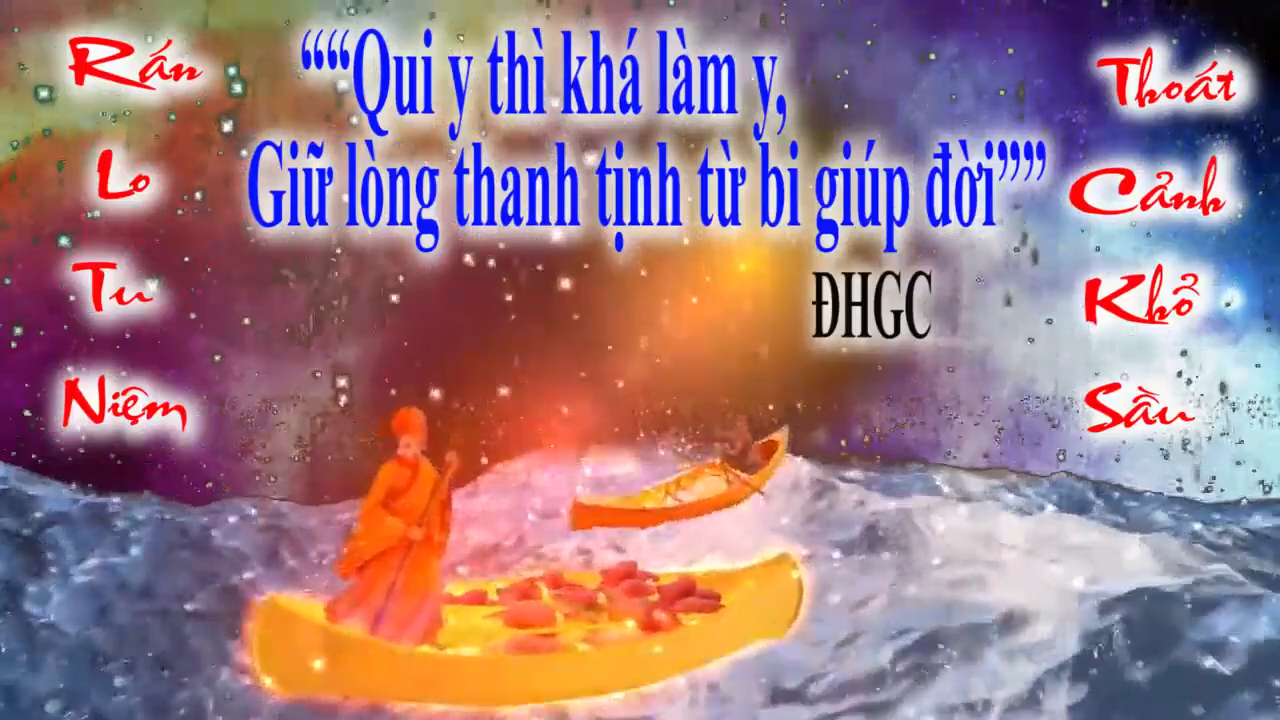 Rán
Lo
Tu
Niệm
““Qui y thì khá làm y,
Giữ lòng thanh tịnh từ bi giúp đời””
ĐHGC
Thoát
Cảnh
Khổ
Sầu